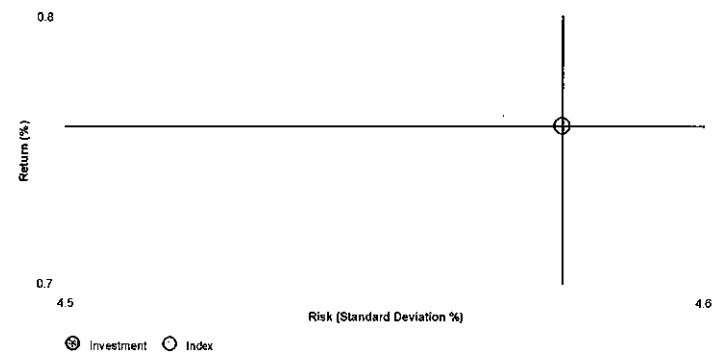 0.8
Return (%)
0.7
4.5
4.6
Risk (Standard Deviation %)
Investment Index